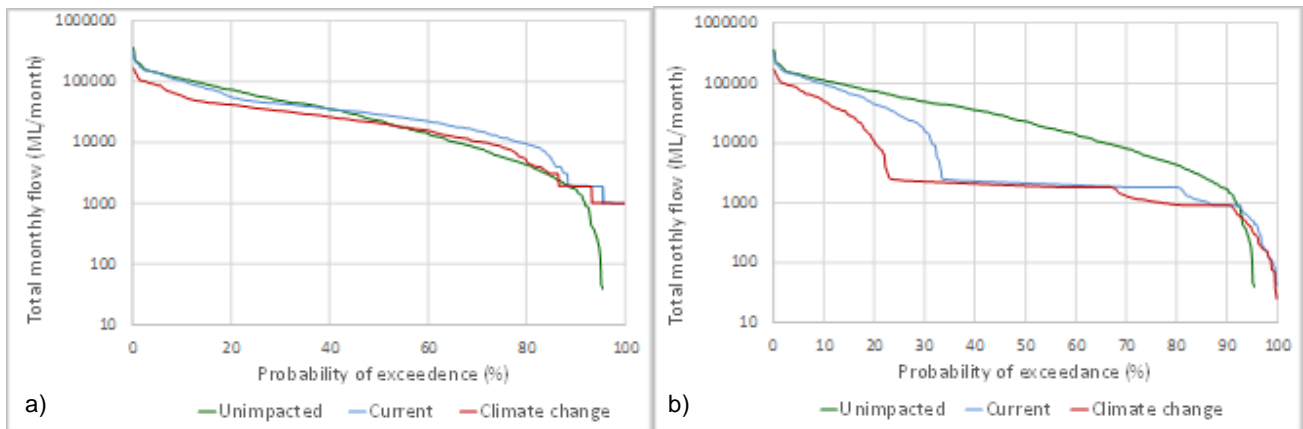 Total monthly flow (ML/month)
1000000
100000
10000
1000
100
10
0
20
40
60
80
100
Probability of exceedence (%)
a)
Unimpacted
Current
Climate change
Total mothly flow (ML/month)
1000000
100000
10000
1000
100
10
0
10
20
30
40
50
60
70
80
90
100
Probability of exceedance (%)
b)
Unimpacted
Current
Climate change